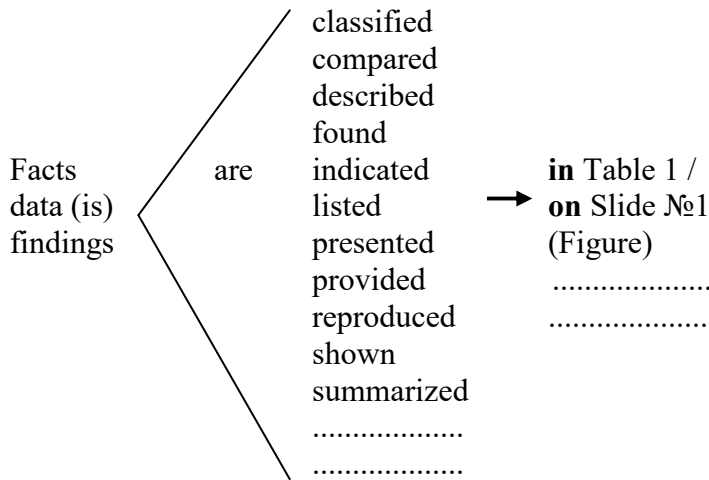 classified
compared
described
found
Facts are indicated in Table 1 /
data (is) listed on Slide №1
findings presented (Figure)
provided .....................
reproduced .....................
shown
summarized
...................
...................